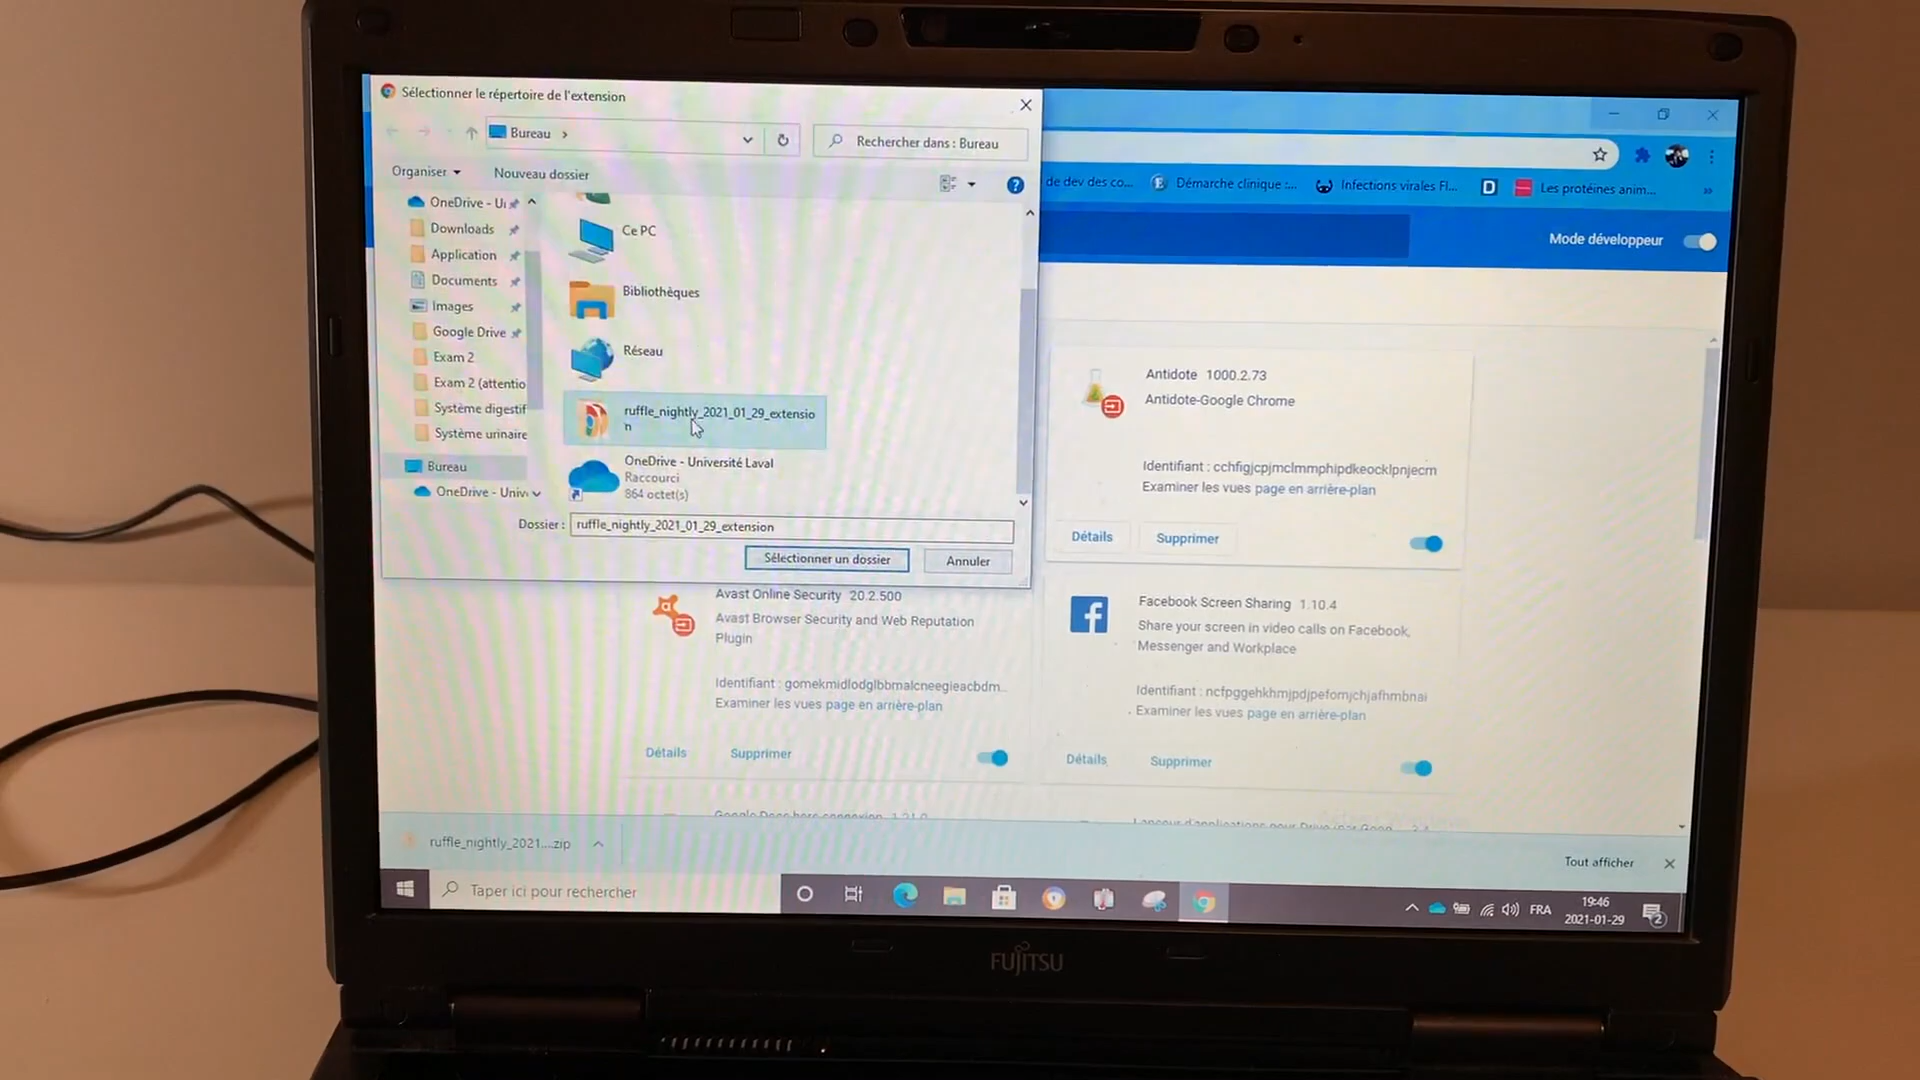 Sélectionner le répertoire de l'extension
Bureau
Rechercher dans : Bureau
Organiser
Nouveau dossier
de dev des co...
Démarche clinique :...
Infections virales Fl...
Les protéines anim...
Mode développeur
OneDrive - Ui
Downloads
Application
Documents
Images
Google Drive
Exam 2
Exam 2 (attentio
Système digestif
Système urinaire
Bureau
OneDrive - Univ
Ce PC
Bibliothèques
Réseau
ruffle_nightly_2021_01_29_extensio
n
OneDrive - Université Laval
Raccourci
864 octet(s)
Dossier : ruffle_nightly_2021_01_29_extension
Sélectionner un dossier
Annuler
Antidote 1000.2.73
Antidote-Google Chrome
Identifiant : cchfigjcpjmclmmphipdkeocklpnjecm
Examiner les vues page en arrière-plan
Détails
Supprimer
Avast Online Security 20.2.500
Avast Browser Security and Web Reputation
Plugin
Identifiant : gomekmidlodglbbmalcneegieacbdm...
Examiner les vues page en arrière-plan
Détails
Supprimer
Facebook Screen Sharing 1.10.4
Share your screen in video calls on Facebook,
Messenger and Workplace
Identifiant : ncfpggehkhmjpdjpefomjchjafhmbnai
Examiner les vues page en arrière-plan
Détails
Supprimer
ruffle_nightly_2021....zip
Tout afficher
Taper ici pour rechercher
FRA
19:46
2021-01-29
2
FUJITSU